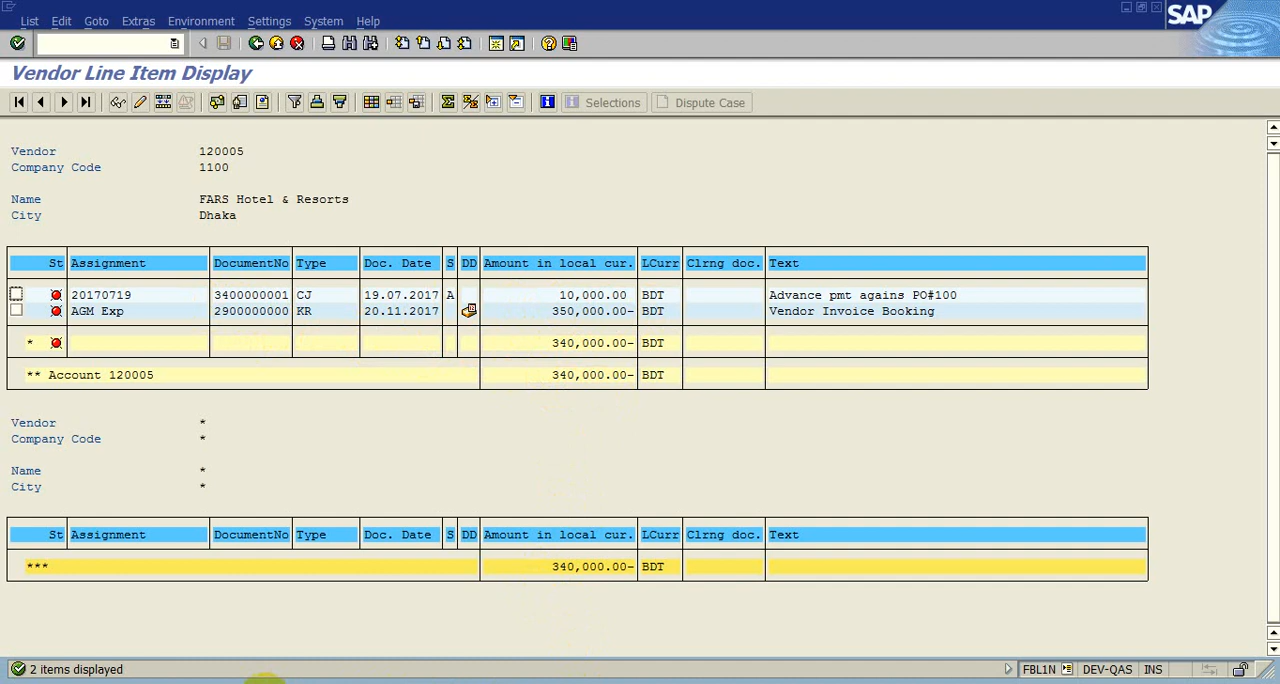 List Edit Goto Extras Environment Settings System Help
SAP
Vendor Line Item Display
Selections Dispute Case
Vendor 120005
Company Code 1100
Name FARS Hotel & Resorts
City Dhaka
St Assignment DocumentNo Type Doc. Date S DD Amount in local cur. LCurr Clrng doc. Text
20170719 3400000001 CJ 19.07.2017 A 10,000.00 BDT Advance pmt agains PO#100
AGM Exp 2900000000 KR 20.11.2017 350,000.00- BDT Vendor Invoice Booking
* 340,000.00- BDT
** Account 120005 340,000.00- BDT
Vendor *
Company Code *
Name *
City *
St Assignment DocumentNo Type Doc. Date S DD Amount in local cur. LCurr Clrng doc. Text
*** 340,000.00- BDT
2 items displayed FBL1N DEV-QAS INS